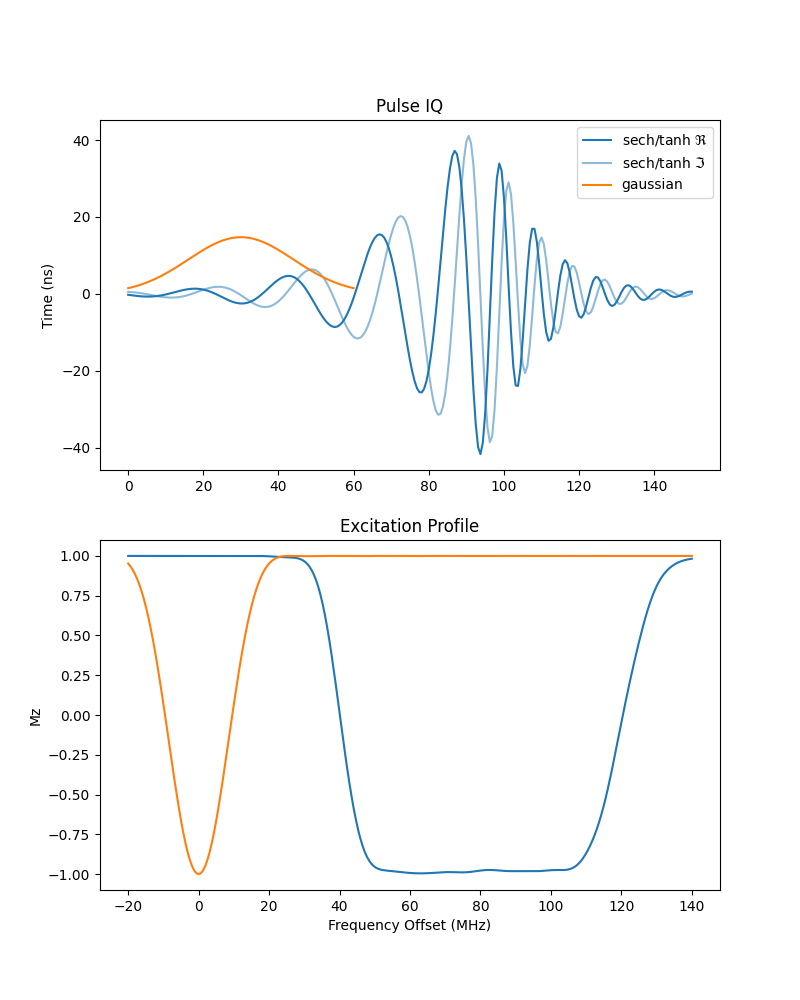 Pulse IQ
40
20
0
−20
−40
Time (ns)
sech/tanh ℜ
sech/tanh ℑ
gaussian
0 20 40 60 80 100 120 140
Excitation Profile
1.00
0.75
0.50
0.25
0.00
−0.25
−0.50
−0.75
−1.00
Mz
−20 0 20 40 60 80 100 120 140
Frequency Offset (MHz)